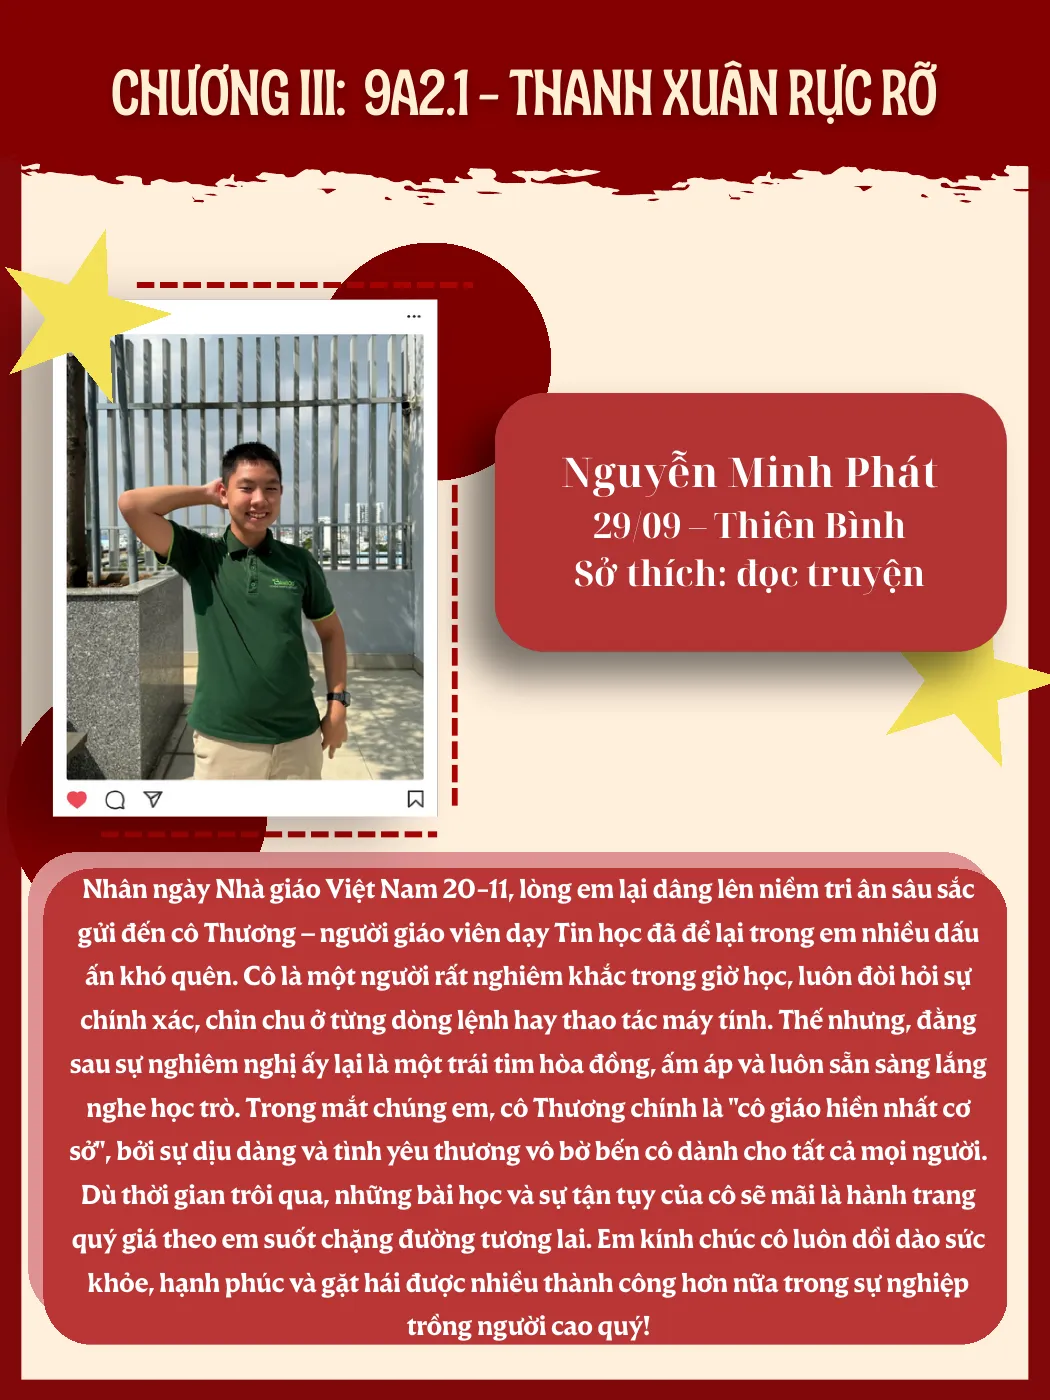 CHƯƠNG III: 9A2.1 - THANH XUÂN RỰC RỠ
Nguyễn Minh Phát
29/09 – Thiên Bình
Sở thích: đọc truyện
Nhân ngày Nhà giáo Việt Nam 20-11, lòng em lại dâng lên niềm tri ân sâu sắc
gửi đến cô Thương – người giáo viên dạy Tin học đã để lại trong em nhiều dấu
ấn khó quên. Cô là một người rất nghiêm khắc trong giờ học, luôn đòi hỏi sự
chính xác, chỉn chu ở từng dòng lệnh hay thao tác máy tính. Thế nhưng, đằng
sau sự nghiêm nghị ấy lại là một trái tim hòa đồng, ấm áp và luôn sẵn sàng lắng
nghe học trò. Trong mắt chúng em, cô Thương chính là "cô giáo hiền nhất cơ
sở", bởi sự dịu dàng và tình yêu thương vô bờ bến cô dành cho tất cả mọi người.
Dù thời gian trôi qua, những bài học và sự tận tụy của cô sẽ mãi là hành trang
quý giá theo em suốt chặng đường tương lai. Em kính chúc cô luôn dồi dào sức
khỏe, hạnh phúc và gặt hái được nhiều thành công hơn nữa trong sự nghiệp
trồng người cao quý!